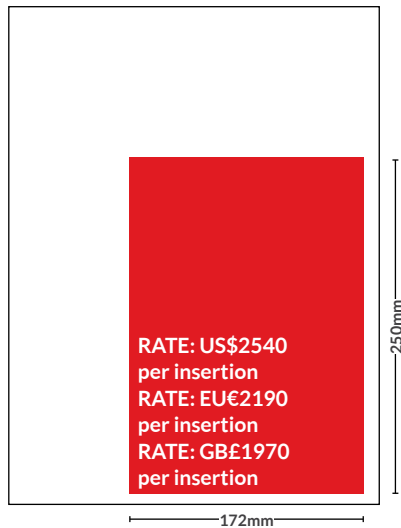 RATE: US$2540
per insertion
RATE: EU€2190
per insertion
RATE: GB£1970
per insertion
250mm
172mm